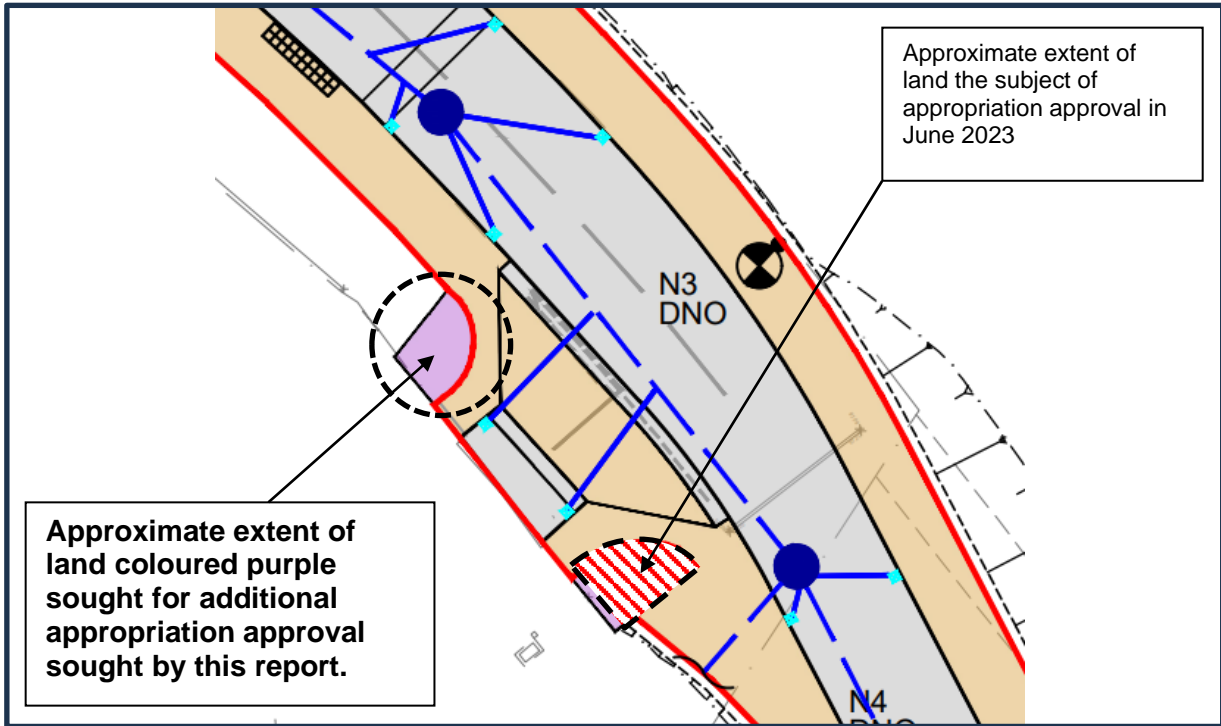 Approximate extent of
land the subject of
appropriation approval in
June 2023
N3
DNO
Approximate extent of
land coloured purple
sought for additional
appropriation approval
sought by this report.
N4
DNO